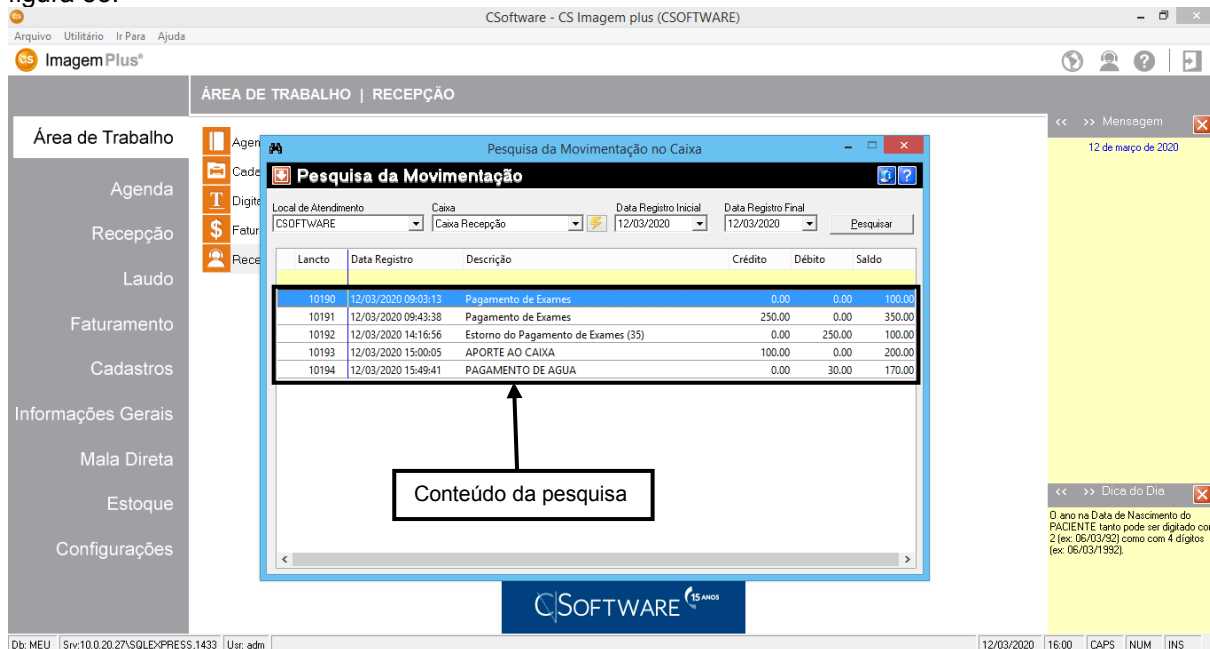 figura 35.
CSoftware - CS Imagem plus (CSOFTWARE)
Arquivo Utilitário Ir Para Ajuda
CS Imagem Plus®
ÁREA DE TRABALHO | RECEPÇÃO
<< >> Mensagem
12 de março de 2020
Área de Trabalho
Agenda
Recepção
Laudo
Faturamento
Cadastros
Informações Gerais
Mala Direta
Estoque
Configurações
Agen
Cada
Digita
Fatur
Rece
Pesquisa da Movimentação no Caixa
Pesquisa da Movimentação
Local de Atendimento Caixa Data Registro Inicial Data Registro Final
CSOFTWARE Caixa Recepção 12/03/2020 12/03/2020 Pesquisar
Lancto Data Registro Descrição Crédito Débito Saldo
10190 12/03/2020 09:03:13 Pagamento de Exames 0.00 0.00 100.00
10191 12/03/2020 09:43:38 Pagamento de Exames 250.00 0.00 350.00
10192 12/03/2020 14:16:56 Estorno do Pagamento de Exames (35) 0.00 250.00 100.00
10193 12/03/2020 15:00:05 APORTE AO CAIXA 100.00 0.00 200.00
10194 12/03/2020 15:49:41 PAGAMENTO DE AGUA 0.00 30.00 170.00
Conteúdo da pesquisa
<< >> Dica do Dia
O ano na Data de Nascimento do
PACIENTE tanto pode ser digitado co
2 (ex: 06/03/92) como com 4 dígitos
(ex: 06/03/1992).
CSOFTWARE 15 ANOS
Db: MEU Srv:10.0.20.27\SQLEXPRESS,1433 Usr: adm 12/03/2020 16:00 CAPS NUM INS